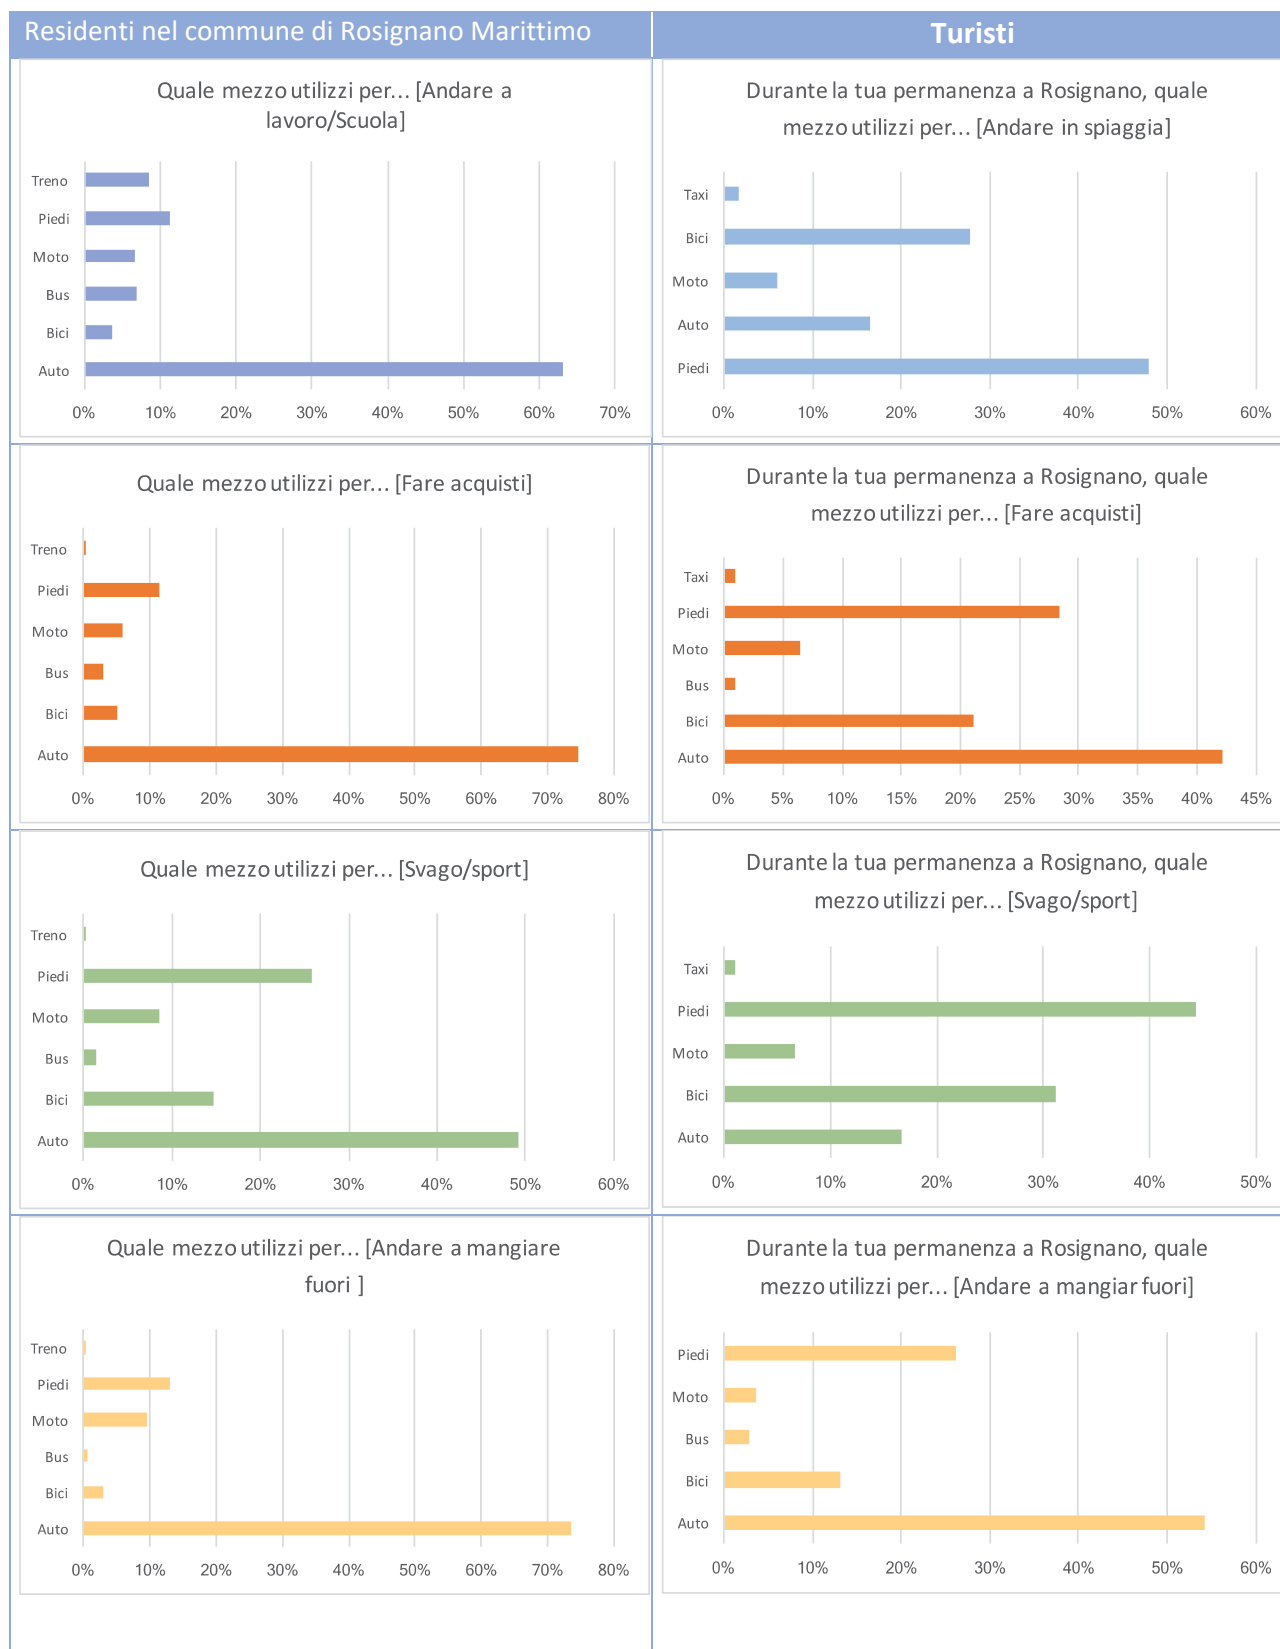 Residenti nel commune di Rosignano Marittimo
Turisti
Quale mezzo utilizzi per... [Andare a
lavoro/Scuola]
Treno
Piedi
Moto
Bus
Bici
Auto
0% 10% 20% 30% 40% 50% 60% 70%
Durante la tua permanenza a Rosignano, quale
mezzo utilizzi per... [Andare in spiaggia]
Taxi
Bici
Moto
Auto
Piedi
0% 10% 20% 30% 40% 50% 60%
Quale mezzo utilizzi per... [Fare acquisti]
Treno
Piedi
Moto
Bus
Bici
Auto
0% 10% 20% 30% 40% 50% 60% 70% 80%
Durante la tua permanenza a Rosignano, quale
mezzo utilizzi per... [Fare acquisti]
Taxi
Piedi
Moto
Bus
Bici
Auto
0% 5% 10% 15% 20% 25% 30% 35% 40% 45%
Quale mezzo utilizzi per... [Svago/sport]
Treno
Piedi
Moto
Bus
Bici
Auto
0% 10% 20% 30% 40% 50% 60%
Durante la tua permanenza a Rosignano, quale
mezzo utilizzi per... [Svago/sport]
Taxi
Piedi
Moto
Bici
Auto
0% 10% 20% 30% 40% 50%
Quale mezzo utilizzi per... [Andare a mangiare
fuori ]
Treno
Piedi
Moto
Bus
Bici
Auto
0% 10% 20% 30% 40% 50% 60% 70% 80%
Durante la tua permanenza a Rosignano, quale
mezzo utilizzi per... [Andare a mangiar fuori]
Piedi
Moto
Bus
Bici
Auto
0% 10% 20% 30% 40% 50% 60%